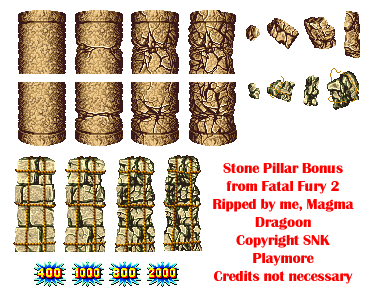 Stone Pillar Bonus
from Fatal Fury 2
Ripped by me, Magma
Dragoon
Copyright SNK
Playmore
Credits not necessary
400 1000 800 2000